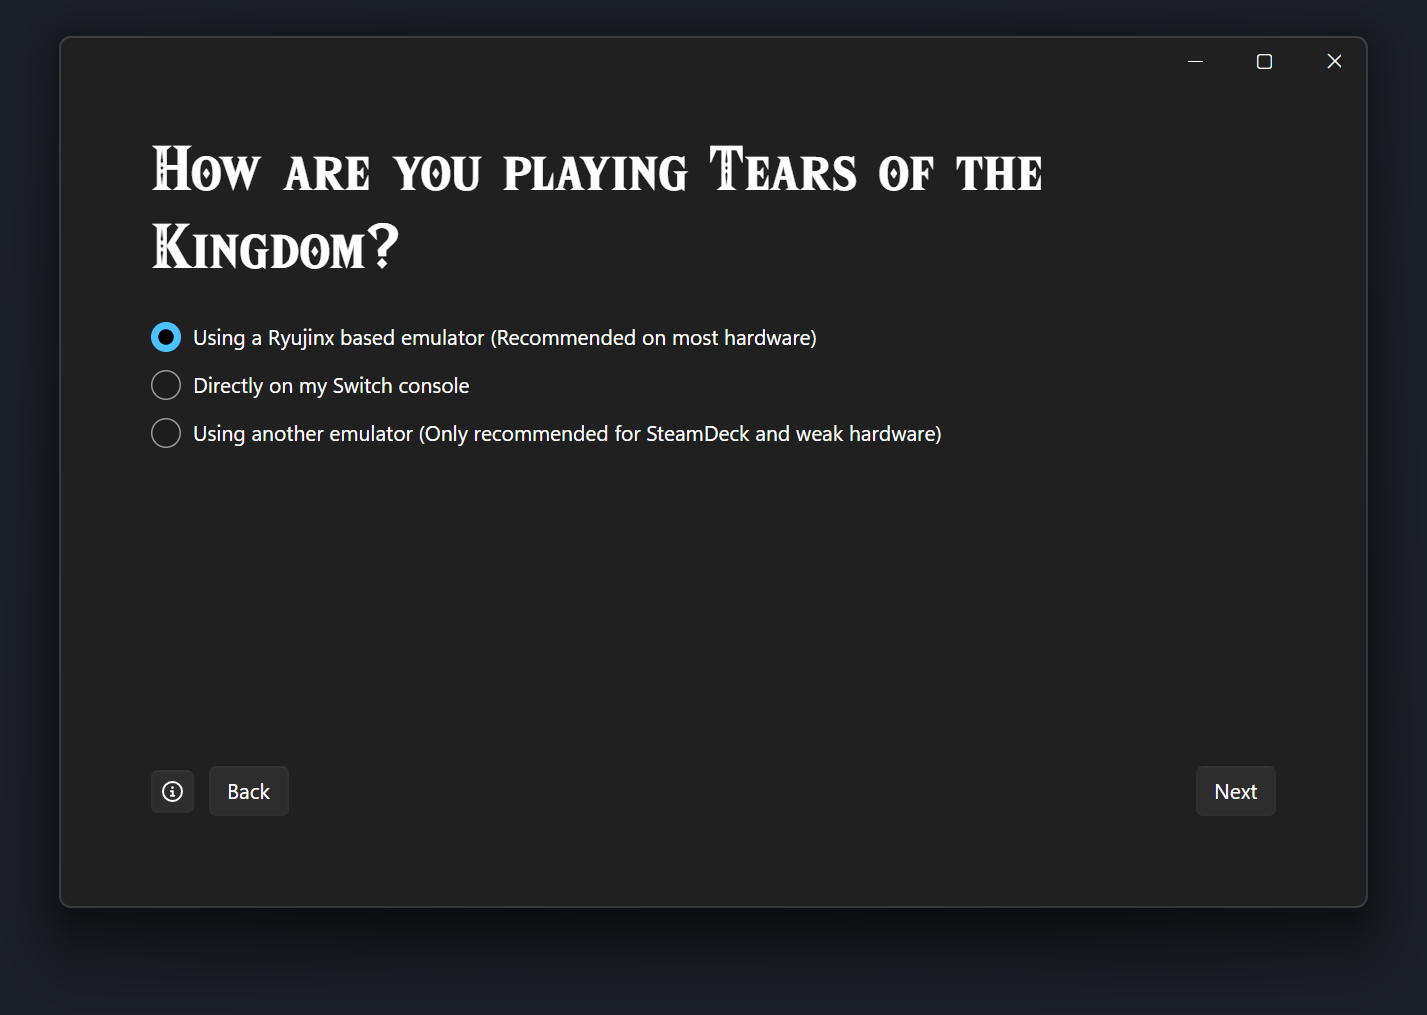 How are you playing Tears of the
Kingdom?
Using a Ryujinx based emulator (Recommended on most hardware)
Directly on my Switch console
Using another emulator (Only recommended for SteamDeck and weak hardware)
Back
Next